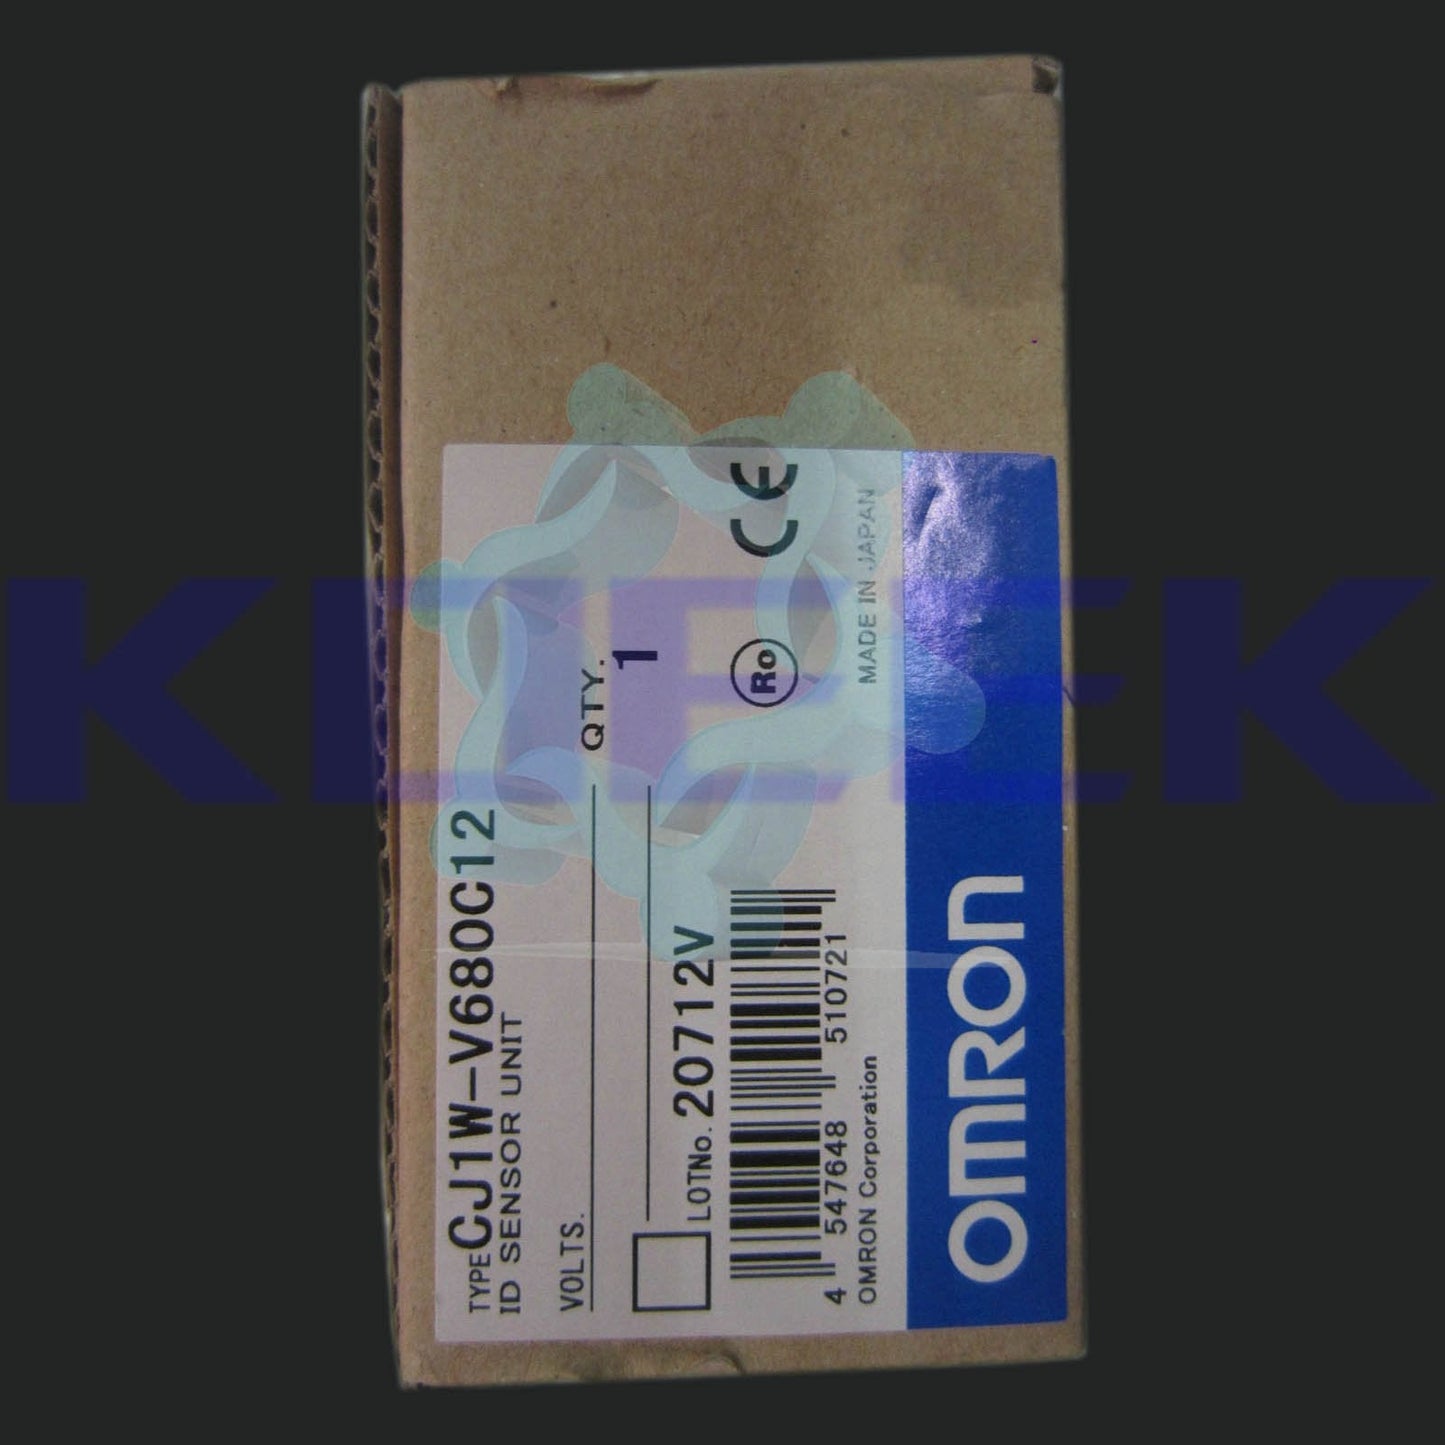 TYPE CJ1W-V680C12
ID SENSOR UNIT
VOLTS.
QTY.
1
LOTNo. 20712V
4 547648 510721
OMRON Corporation
MADE IN JAPAN
Ro
CE
OMRON